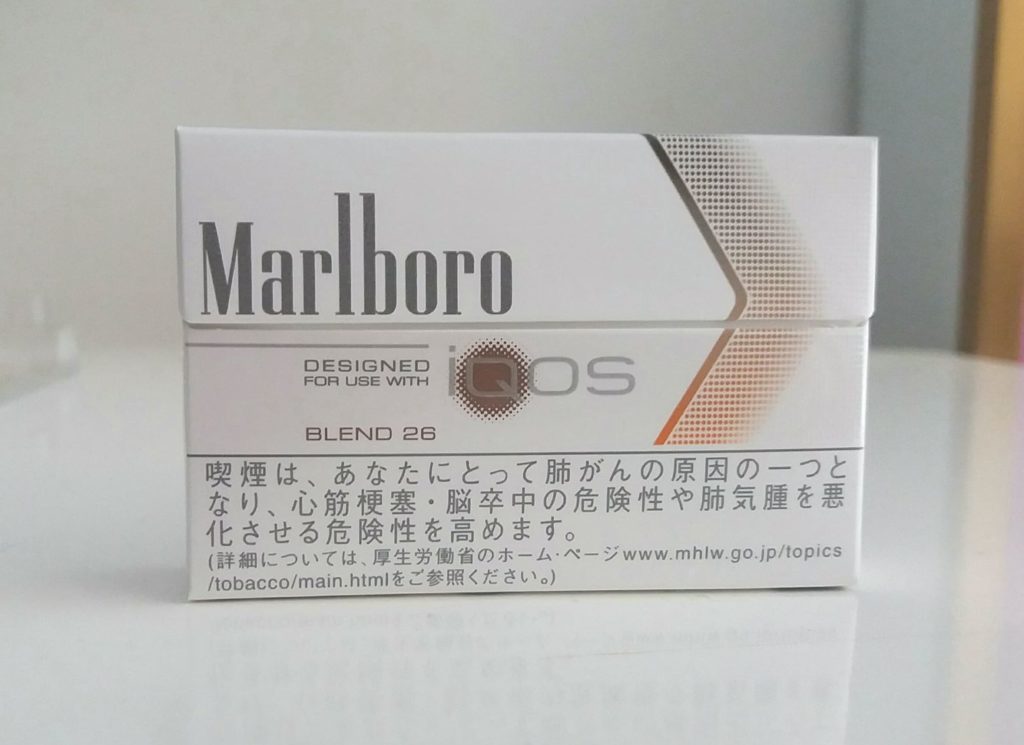 Marlboro
DESIGNED
FOR USE WITH
iQOS
BLEND 26
喫煙は、あなたにとって肺がんの原因の一つと
なり、心筋梗塞・脳卒中の危険性や肺気腫を悪
化させる危険性を高めます。
(詳細については、厚生労働省のホーム・ページwww.mhlw.go.jp/topics
/tobacco/main.htmlをご参照ください。)